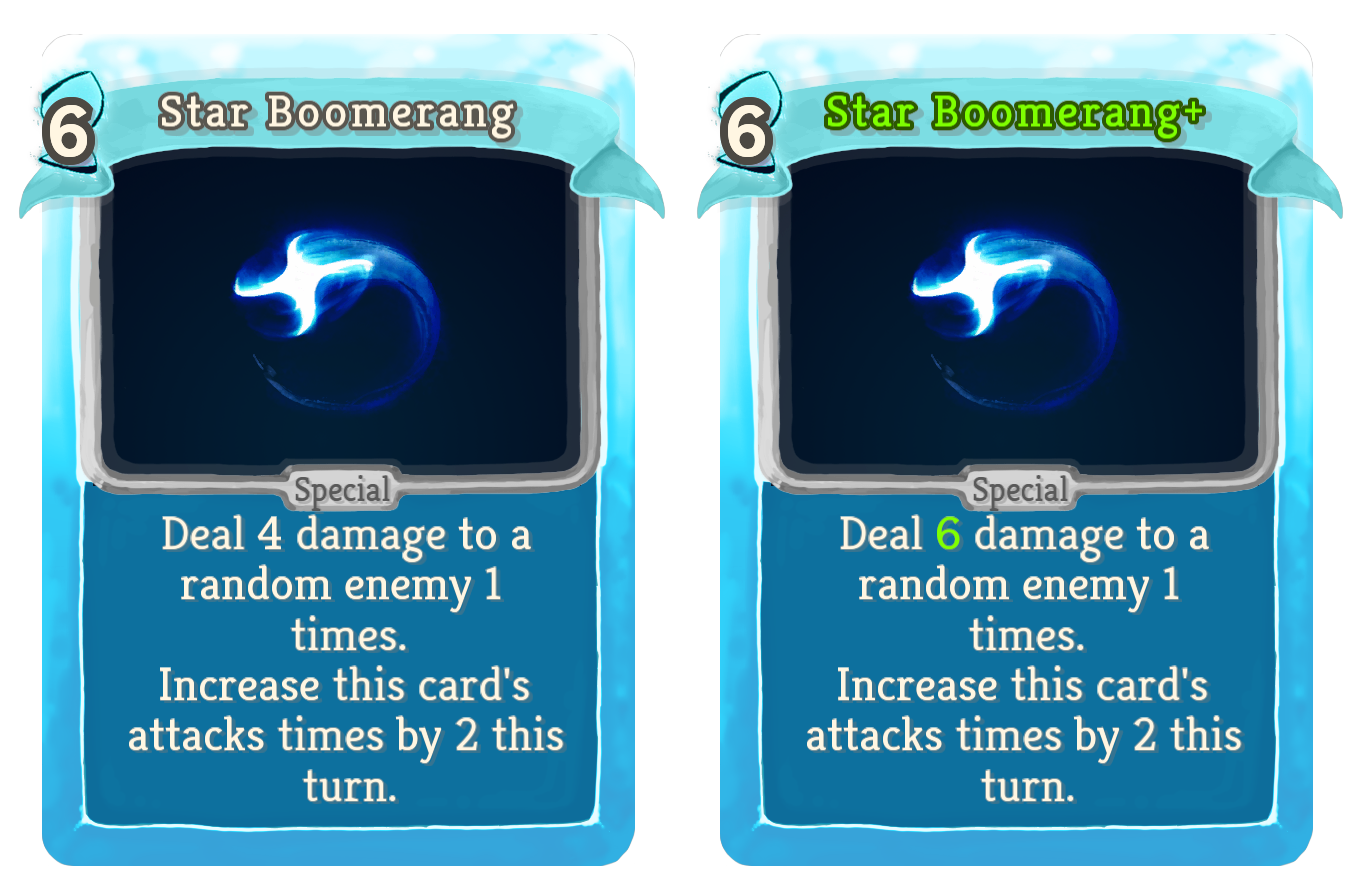 6
Star Boomerang
Special
Deal 4 damage to a
random enemy 1
times.
Increase this card's
attacks times by 2 this
turn.
6
Star Boomerang+
Special
Deal 6 damage to a
random enemy 1
times.
Increase this card's
attacks times by 2 this
turn.